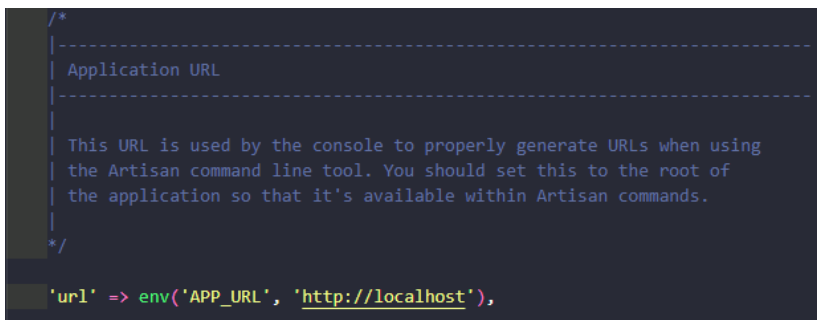 /*
|--------------------------------------------------------------------------
| Application URL
|--------------------------------------------------------------------------
|
| This URL is used by the console to properly generate URLs when using
| the Artisan command line tool. You should set this to the root of
| the application so that it's available within Artisan commands.
|
*/
'url' => env('APP_URL', 'http://localhost'),